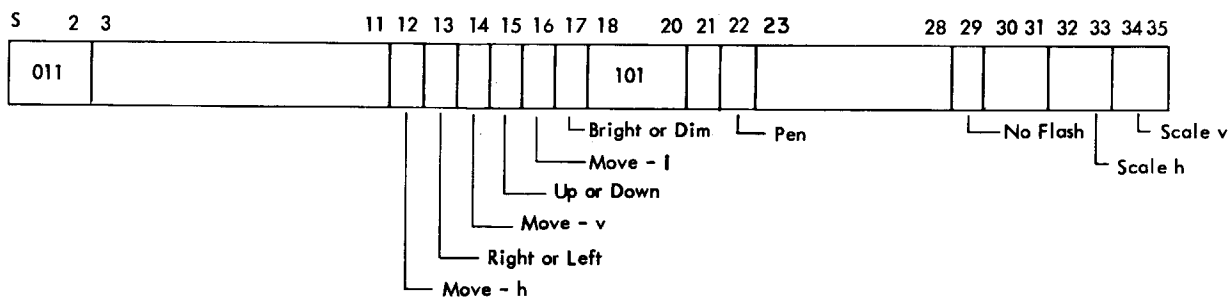 S 2 3 11 12 13 14 15 16 17 18 20 21 22 23 28 29 30 31 32 33 34 35
011 101
Bright or Dim Pen No Flash Scale v
Move - i Scale h
Up or Down
Move - v
Right or Left
Move - h